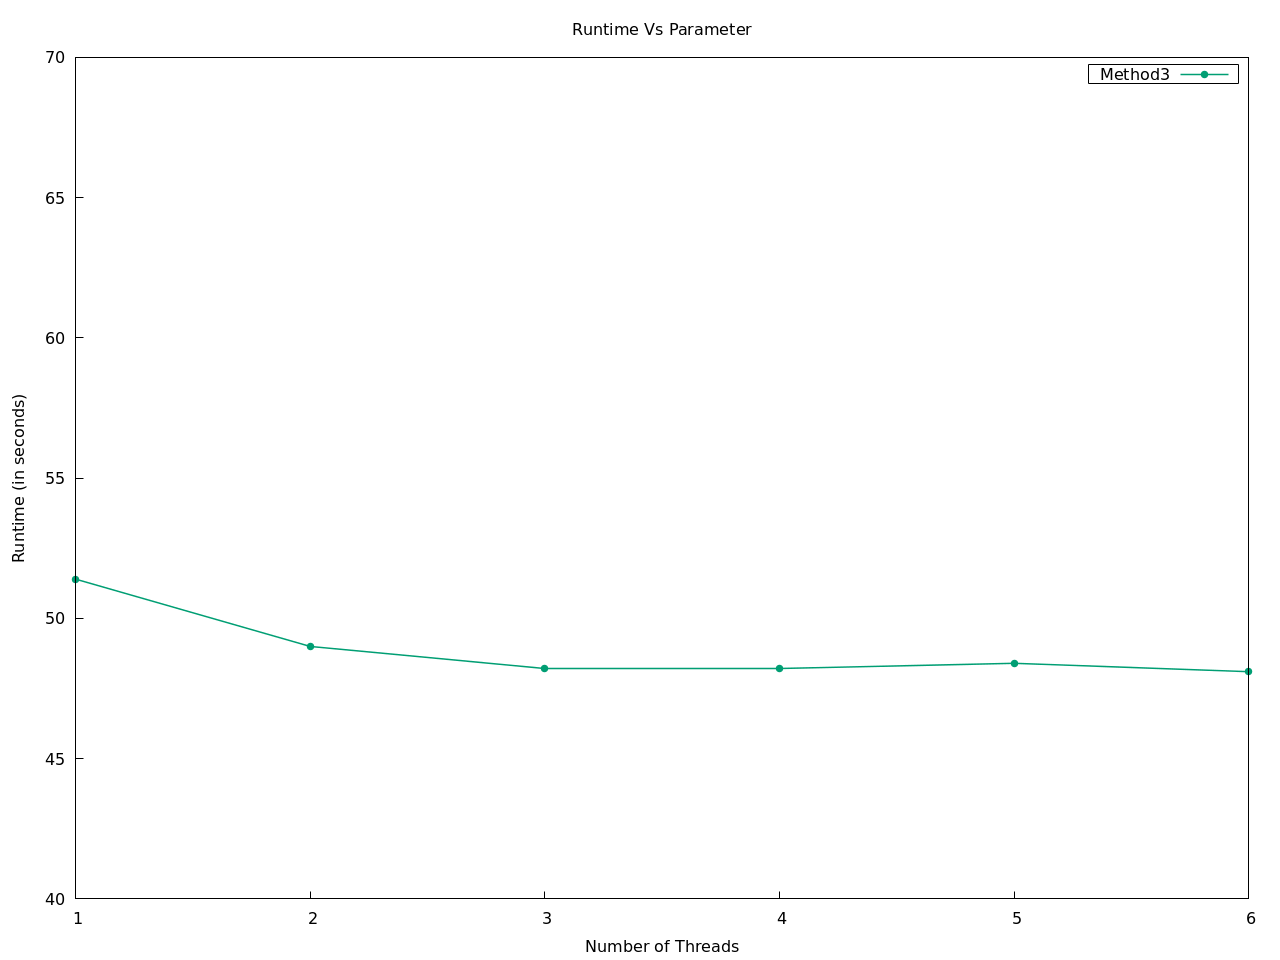 Runtime Vs Parameter
Method3
70
65
60
55
50
45
40
Runtime (in seconds)
1 2 3 4 5 6
Number of Threads